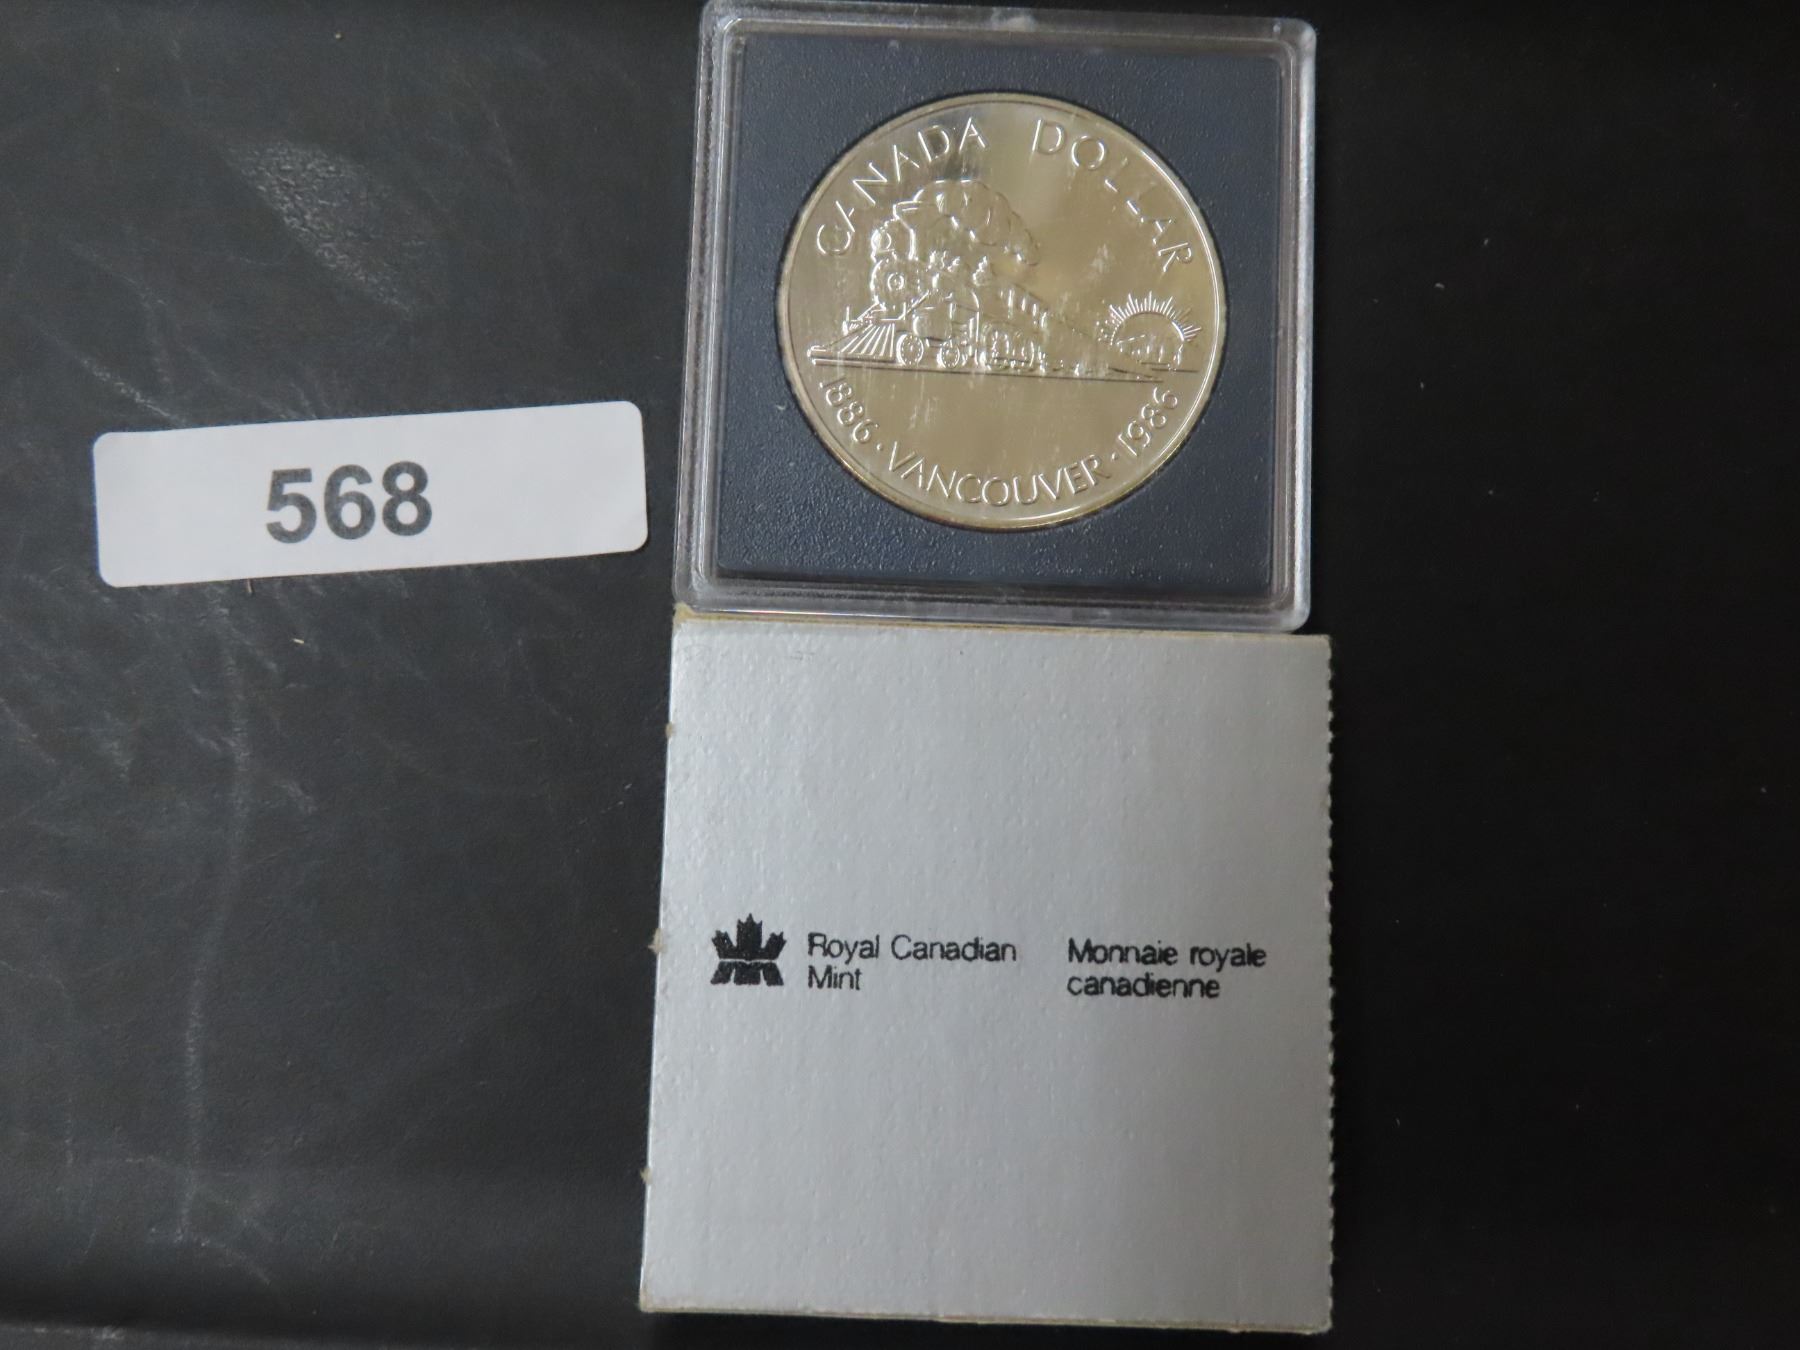 CANADA DOLLAR
1886 · VANCOUVER · 1986
568
Royal Canadian
Mint
Monnaie royale
canadienne